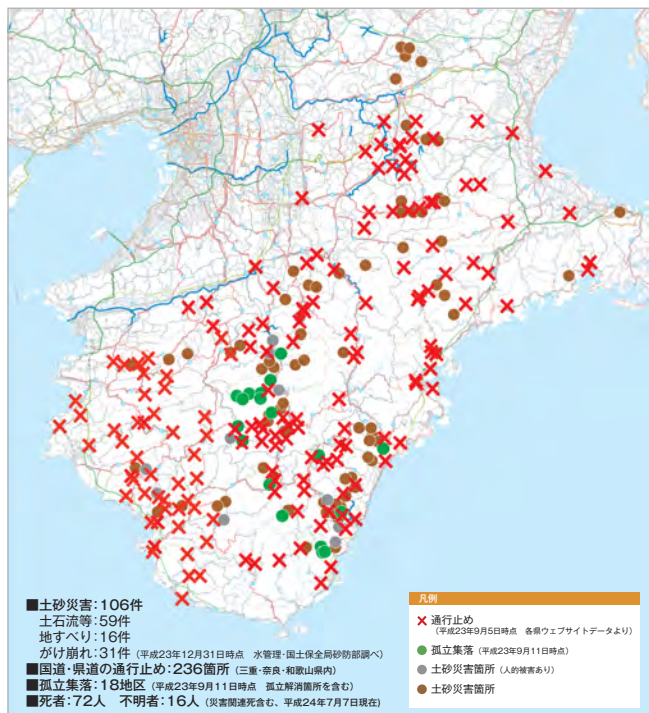 ■土砂災害：106件
土石流等：59件
地すべり：16件
がけ崩れ：31件（平成23年12月31日時点　水管理・国土保全局砂防部調べ）
■国道・県道の通行止め：236箇所（三重・奈良・和歌山県内）
■孤立集落：18地区（平成23年9月11日時点　孤立解消箇所を含む）
■死者：72人　不明者：16人（災害関連死含む、平成24年7月7日現在）
凡例
通行止め
（平成23年9月5日時点　各県ウェブサイトデータより）
孤立集落（平成23年9月11日時点）
土砂災害箇所（人的被害あり）
土砂災害箇所